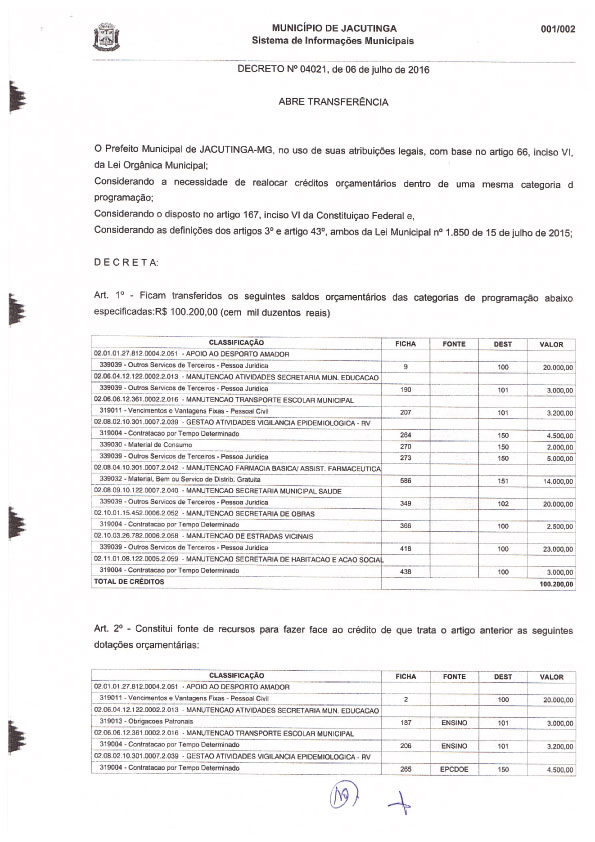 MUNICÍPIO DE JACUTINGA
001/002
Sistema de Informações Municipais
DECRETO Nº 04021, de 06 de julho de 2016
ABRE TRANSFERÊNCIA
O Prefeito Municipal de JACUTINGA-MG, no uso de suas atribuições legais, com base no artigo 66, inciso VI,
da Lei Orgânica Municipal;
Considerando a necessidade de realocar créditos orçamentários dentro de uma mesma categoria d
programação;
Considerando o disposto no artigo 167, inciso VI da Constituiçao Federal e,
Considerando as definições dos artigos 3º e artigo 43º, ambos da Lei Municipal nº 1.850 de 15 de julho de 2015;
D E C R E T A:
Art. 1º - Ficam transferidos os seguintes saldos orçamentários das categorias de programação abaixo
especificadas:R$ 100.200,00 (cem mil duzentos reais)
CLASSIFICAÇÃO FICHA FONTE DEST VALOR
02.01.01.27.812.0004.2.051 - APOIO AO DESPORTO AMADOR
339039 - Outros Servicos de Terceiros - Pessoa Juridica 9 100 20.000,00
02.06.04.12.122.0002.2.013 - MANUTENCAO ATIVIDADES SECRETARIA MUN. EDUCACAO
339039 - Outros Servicos de Terceiros - Pessoa Juridica 190 101 3.000,00
02.06.06.12.361.0002.2.016 - MANUTENCAO TRANSPORTE ESCOLAR MUNICIPAL
319011 - Vencimentos e Vantagens Fixas - Pessoal Civil 207 101 3.200,00
02.08.02.10.301.0007.2.039 - GESTAO ATIVIDADES VIGILANCIA EPIDEMIOLOGICA - RV
319004 - Contratacao por Tempo Determinado 264 150 4.500,00
339030 - Material de Consumo 270 150 2.000,00
339039 - Outros Servicos de Terceiros - Pessoa Juridica 273 150 5.000,00
02.08.04.10.301.0007.2.042 - MANUTENCAO FARMACIA BASICA/ ASSIST. FARMACEUTICA
339032 - Material, Bem ou Servico de Distrib. Gratuita 586 151 14.000,00
02.08.09.10.122.0007.2.040 - MANUTENCAO SECRETARIA MUNICIPAL SAUDE
339039 - Outros Servicos de Terceiros - Pessoa Juridica 349 102 20.000,00
02.10.01.15.452.0006.2.052 - MANUTENCAO SECRETARIA DE OBRAS
319004 - Contratacao por Tempo Determinado 366 100 2.500,00
02.10.03.26.782.0006.2.058 - MANUTENCAO DE ESTRADAS VICINAIS
339039 - Outros Servicos de Terceiros - Pessoa Juridica 418 100 23.000,00
02.11.01.08.122.0005.2.059 - MANUTENCAO SECRETARIA DE HABITACAO E ACAO SOCIAL
319004 - Contratacao por Tempo Determinado 438 100 3.000,00
TOTAL DE CRÉDITOS 100.200,00
Art. 2º - Constitui fonte de recursos para fazer face ao crédito de que trata o artigo anterior as seguintes
dotações orçamentárias:
CLASSIFICAÇÃO FICHA FONTE DEST VALOR
02.01.01.27.812.0004.2.051 - APOIO AO DESPORTO AMADOR
319011 - Vencimentos e Vantagens Fixas - Pessoal Civil 2 100 20.000,00
02.06.04.12.122.0002.2.013 - MANUTENCAO ATIVIDADES SECRETARIA MUN. EDUCACAO
319013 - Obrigacoes Patronais 187 ENSINO 101 3.000,00
02.06.06.12.361.0002.2.016 - MANUTENCAO TRANSPORTE ESCOLAR MUNICIPAL
319004 - Contratacao por Tempo Determinado 206 ENSINO 101 3.200,00
02.08.02.10.301.0007.2.039 - GESTAO ATIVIDADES VIGILANCIA EPIDEMIOLOGICA - RV
319004 - Contratacao por Tempo Determinado 265 EPCDOE 150 4.500,00